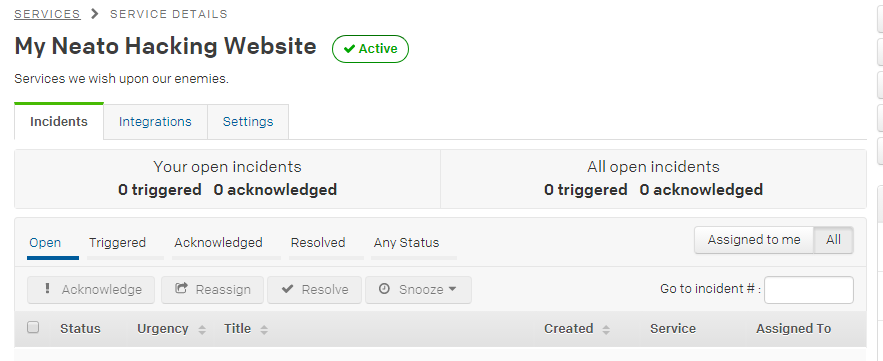 SERVICES > SERVICE DETAILS
My Neato Hacking Website Active
Services we wish upon our enemies.
Incidents Integrations Settings
Your open incidents All open incidents
0 triggered 0 acknowledged 0 triggered 0 acknowledged
Open Triggered Acknowledged Resolved Any Status Assigned to me All
! Acknowledge Reassign Resolve Snooze Go to incident # :
Status Urgency Title Created Service Assigned To